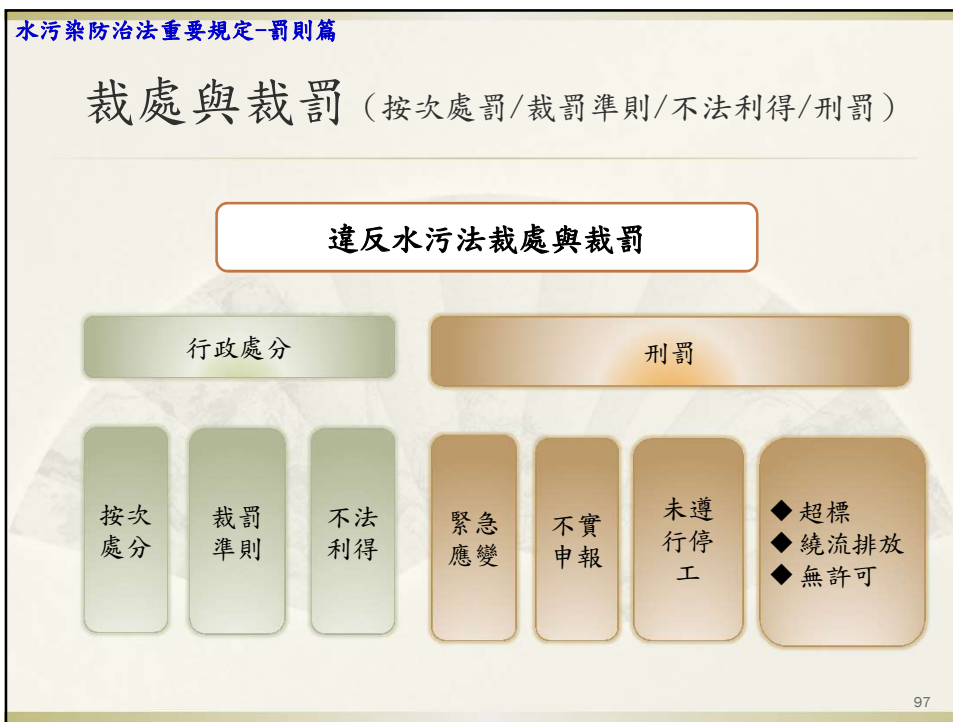 水污染防治法重要規定-罰則篇
裁處與裁罰(按次處罰/裁罰準則/不法利得/刑罰)
違反水污法裁處與裁罰
行政處分
刑罰
按次
處分
裁罰
準則
不法
利得
緊急
應變
不實
申報
未遵
行停
工
◆ 超標
◆ 繞流排放
◆ 無許可
97